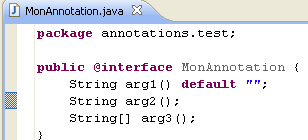 MonAnnotation.java
package annotations.test;
public @interface MonAnnotation {
String arg1() default "";
String arg2();
String[] arg3();
}